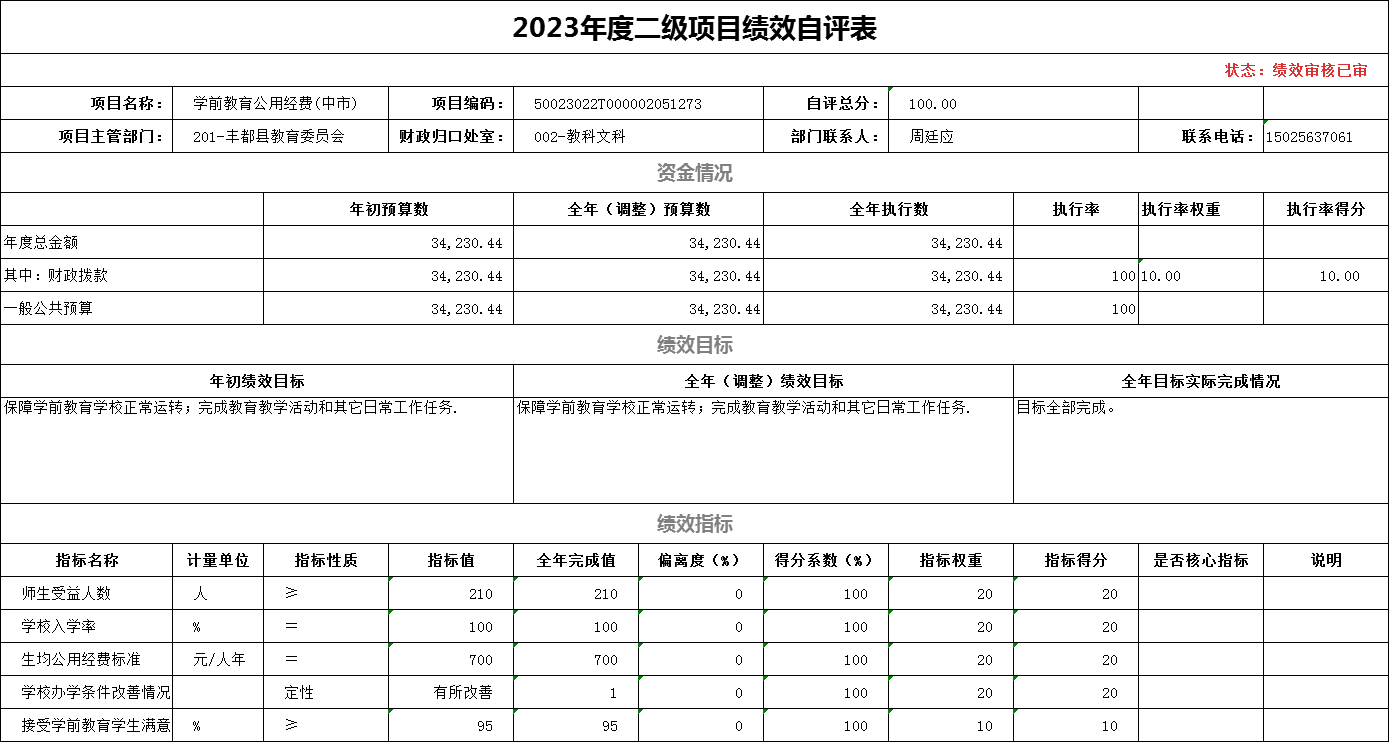 2023年度二级项目绩效自评表
状态：绩效审核已审
项目名称： 学前教育公用经费(中市) 项目编码： 50023022T000002051273 自评总分： 100.00
项目主管部门： 201-丰都县教育委员会 财政归口处室： 002-教科文科 部门联系人： 周廷应 联系电话： 15025637061
资金情况
年初预算数 全年（调整）预算数 全年执行数 执行率 执行率权重 执行率得分
年度总金额 34,230.44 34,230.44 34,230.44
其中：财政拨款 34,230.44 34,230.44 34,230.44 100 10.00 10.00
一般公共预算 34,230.44 34,230.44 34,230.44 100
绩效目标
年初绩效目标 全年（调整）绩效目标 全年目标实际完成情况
保障学前教育学校正常运转；完成教育教学活动和其它日常工作任务. 保障学前教育学校正常运转；完成教育教学活动和其它日常工作任务. 目标全部完成。
绩效指标
指标名称 计量单位 指标性质 指标值 全年完成值 偏离度（%） 得分系数（%） 指标权重 指标得分 是否核心指标 说明
师生受益人数 人 ≥ 210 210 0 100 20 20
学校入学率 % ＝ 100 100 0 100 20 20
生均公用经费标准 元/人年 ＝ 700 700 0 100 20 20
学校办学条件改善情况 定性 有所改善 1 0 100 20 20
接受学前教育学生满意 % ≥ 95 95 0 100 10 10